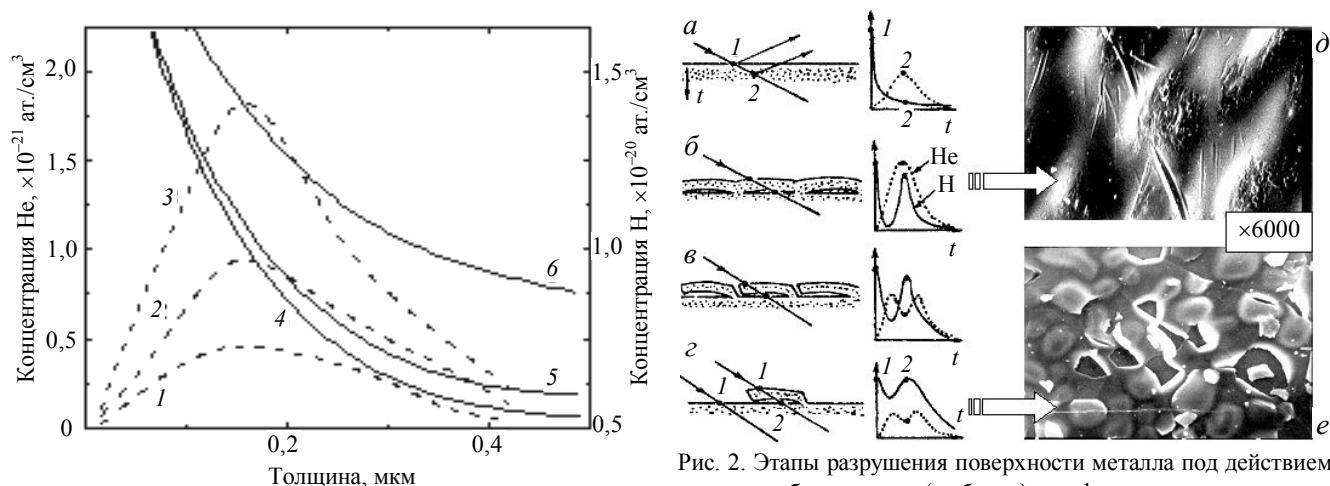 Концентрация He, ×10⁻²¹ ат./см³
2,0
1,5
1,0
0,5
0
0,2
0,4
Толщина, мкм
1,5
1,0
0,5
Концентрация H, ×10⁻²⁰ ат./см³
1
2
3
4
5
6
а
1
2
t
1
2
2
t
б
He
H
t
в
t
г
1
1
2
1
2
t
д
×6000
е
Рис. 2. Этапы разрушения поверхности металла под действием